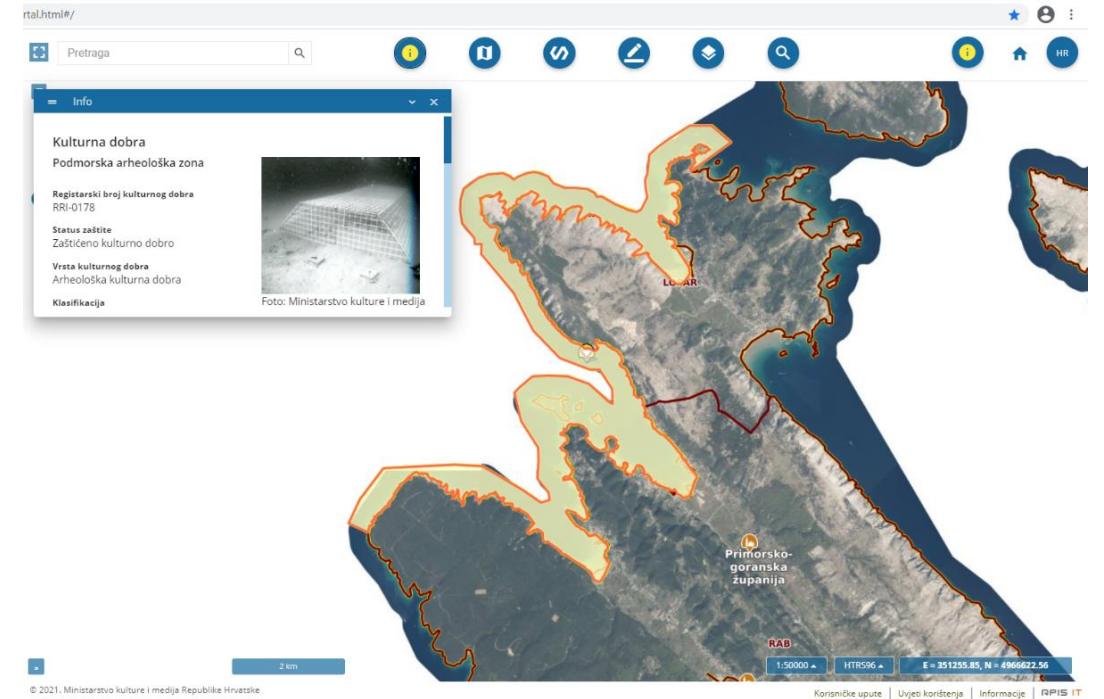 rtal.html#/
Pretraga
HR
Info
Kulturna dobra
Podmorska arheološka zona
Registarski broj kulturnog dobra
RRI-0178
Status zaštite
Zaštićeno kulturno dobro
Vrsta kulturnog dobra
Arheološka kulturna dobra
Klasifikacija
Foto: Ministarstvo kulture i medija
LOPAR
Primorsko-
goranska
županija
RAB
2 km
1:50000
HTRS96
E = 351255.85, N = 4966622.56
© 2021. Ministarstvo kulture i medija Republike Hrvatske
Korisničke upute | Uvjeti korištenja | Informacije | APIS IT